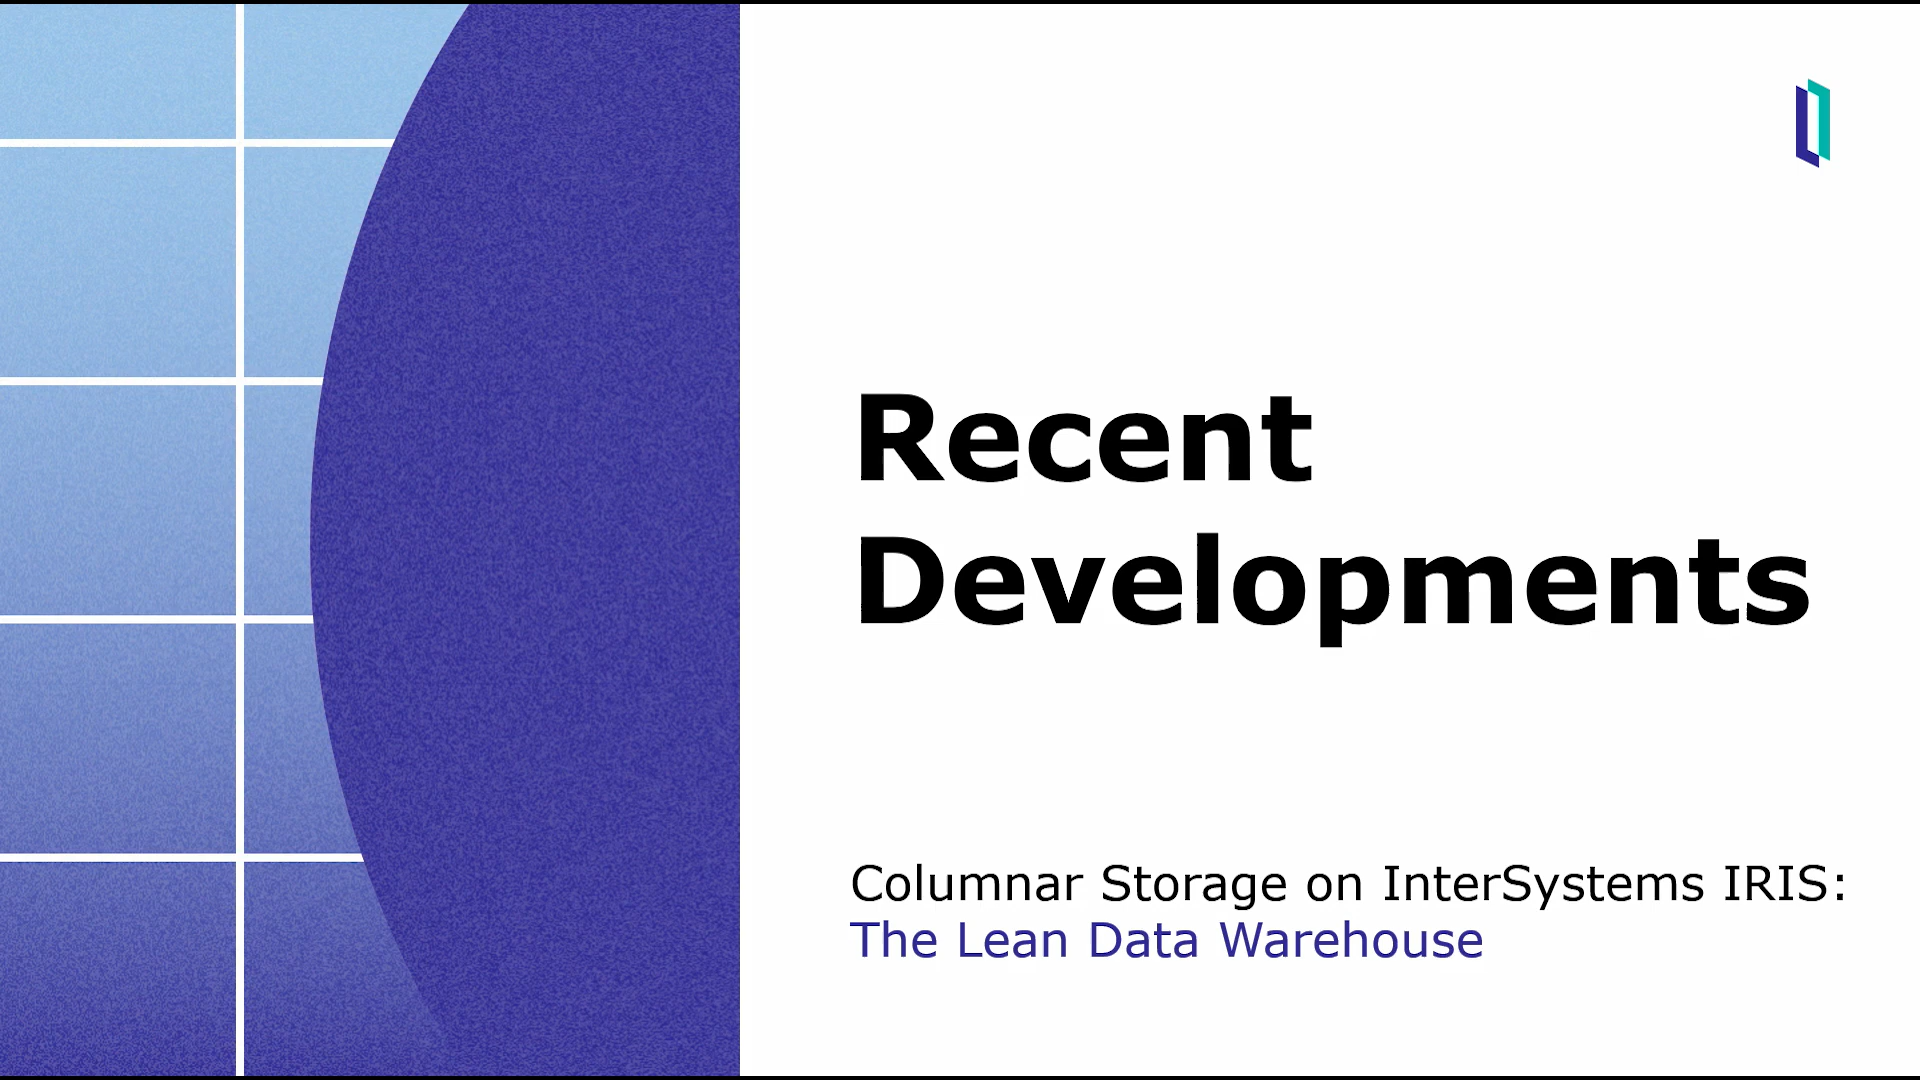 Recent
Developments
Columnar Storage on InterSystems IRIS:
The Lean Data Warehouse